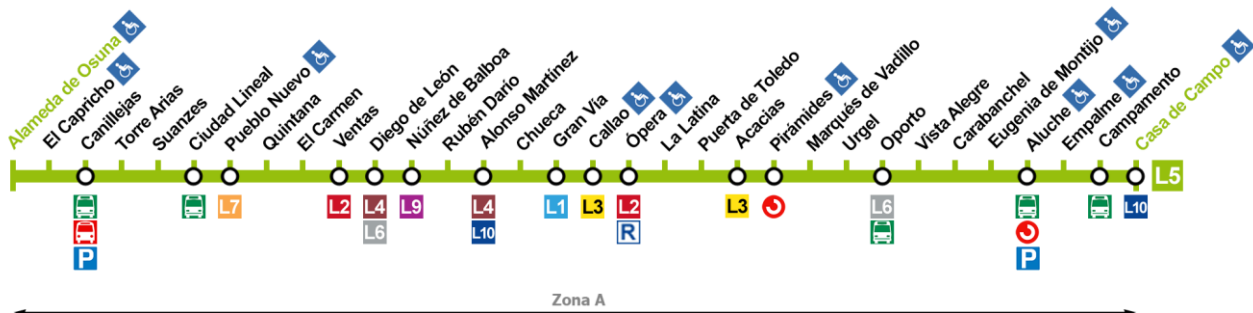 Alameda de Osuna
El Capricho
Canillejas
Torre Arias
Suanzes
Ciudad Lineal
Pueblo Nuevo
Quintana
El Carmen
Ventas
Diego de León
Núñez de Balboa
Rubén Darío
Alonso Martínez
Chueca
Gran Vía
Callao
Ópera
La Latina
Puerta de Toledo
Acacias
Pirámides
Marqués de Vadillo
Urgel
Oporto
Vista Alegre
Carabanchel
Eugenia de Montijo
Aluche
Empalme
Campamento
Casa de Campo
L5
L7 L2 L4 L9 L4 L1 L3 L2 L3 L6 L10
L6 L10 R
P P
Zona A